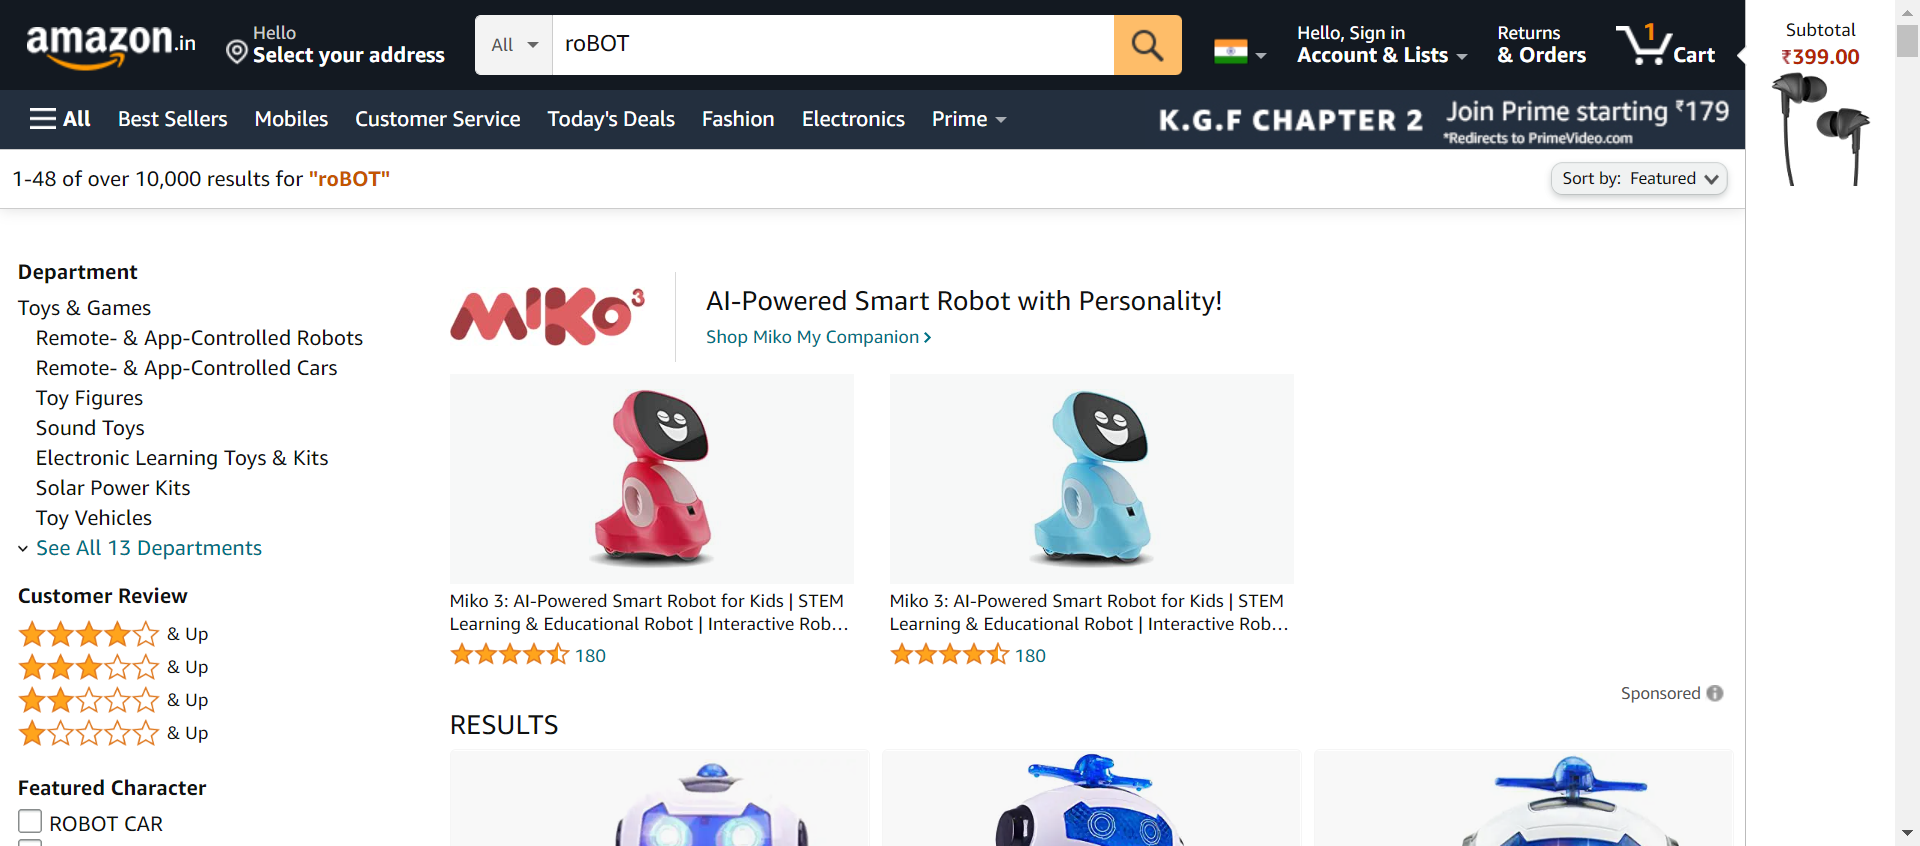 amazon.in
Hello
Select your address
All
roBOT
Hello, Sign in
Account & Lists
Returns
& Orders
1
Cart
Subtotal
₹399.00
All
Best Sellers
Mobiles
Customer Service
Today's Deals
Fashion
Electronics
Prime
K.G.F CHAPTER 2
Join Prime starting ₹179
*Redirects to PrimeVideo.com
1-48 of over 10,000 results for "roBOT"
Sort by: Featured
Department
Toys & Games
Remote- & App-Controlled Robots
Remote- & App-Controlled Cars
Toy Figures
Sound Toys
Electronic Learning Toys & Kits
Solar Power Kits
Toy Vehicles
See All 13 Departments
Customer Review
& Up
& Up
& Up
& Up
Featured Character
ROBOT CAR
MIKO3
AI-Powered Smart Robot with Personality!
Shop Miko My Companion
Miko 3: AI-Powered Smart Robot for Kids | STEM
Learning & Educational Robot | Interactive Rob…
180
Miko 3: AI-Powered Smart Robot for Kids | STEM
Learning & Educational Robot | Interactive Rob…
180
Sponsored
RESULTS